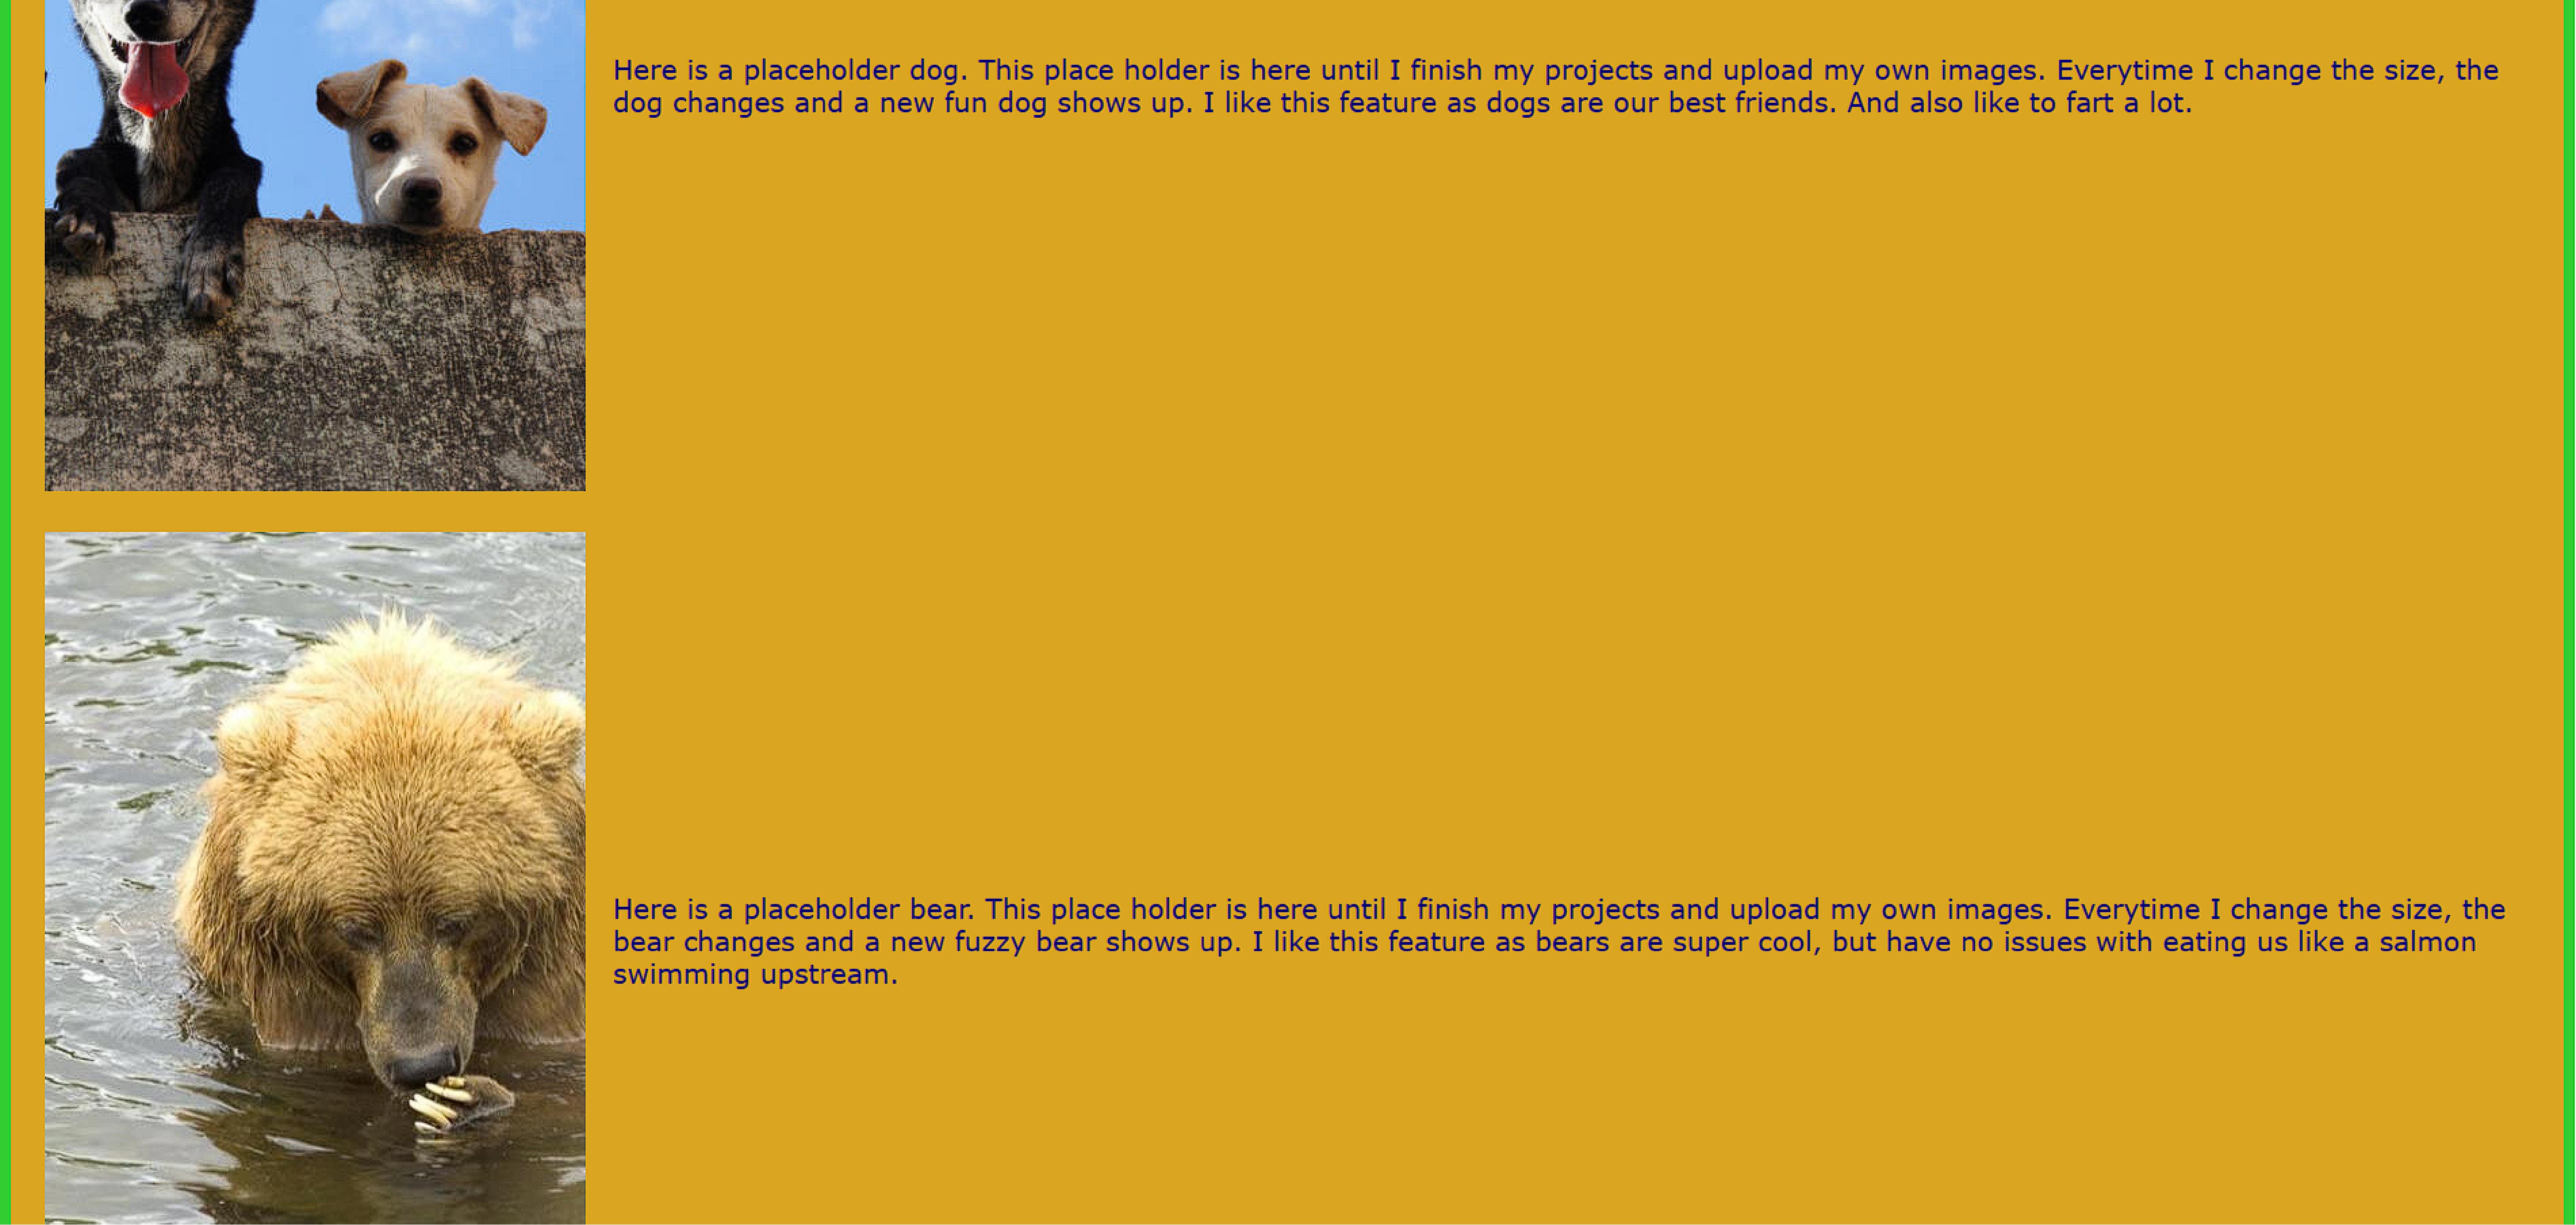 Here is a placeholder dog. This place holder is here until I finish my projects and upload my own images. Everytime I change the size, the
dog changes and a new fun dog shows up. I like this feature as dogs are our best friends. And also like to fart a lot.
Here is a placeholder bear. This place holder is here until I finish my projects and upload my own images. Everytime I change the size, the
bear changes and a new fuzzy bear shows up. I like this feature as bears are super cool, but have no issues with eating us like a salmon
swimming upstream.